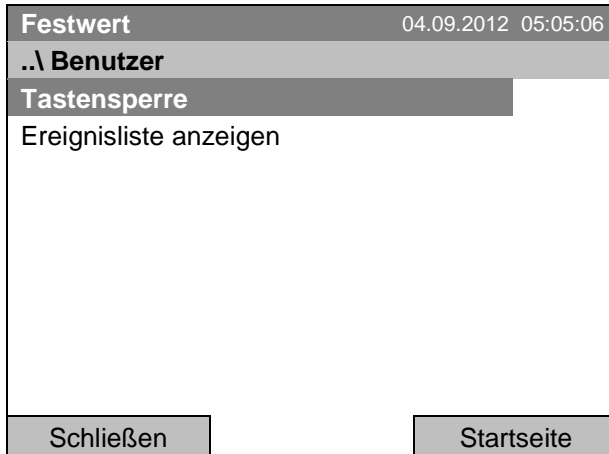 Festwert 04.09.2012 05:05:06
..\ Benutzer
Tastensperre
Ereignisliste anzeigen
Schließen Startseite